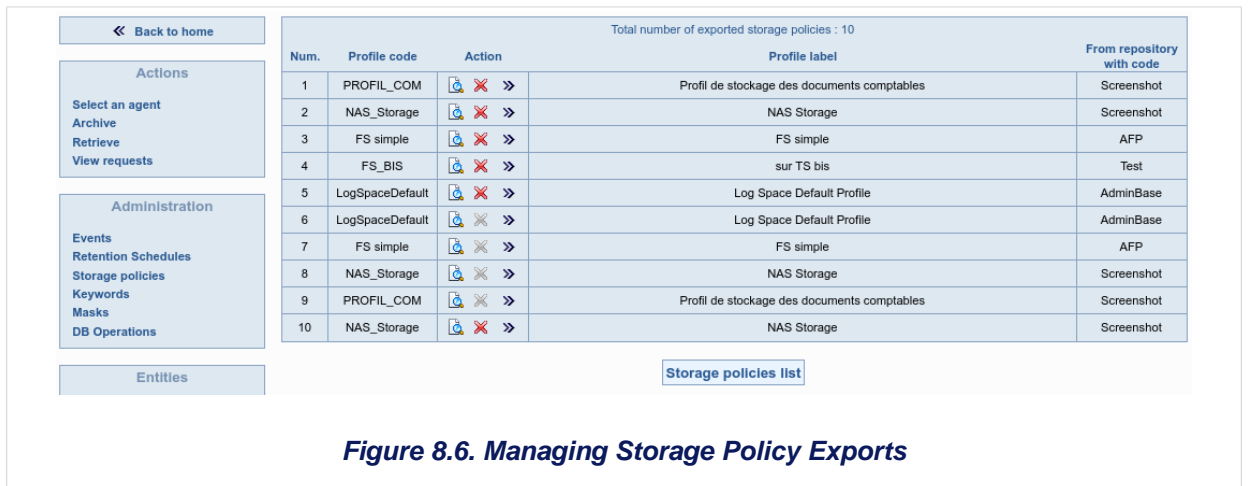 Back to home
Actions
Select an agent
Archive
Retrieve
View requests
Administration
Events
Retention Schedules
Storage policies
Keywords
Masks
DB Operations
Entities
Total number of exported storage policies : 10
Num. Profile code Action Profile label From repository with code
1 PROFIL_COM Profil de stockage des documents comptables Screenshot
2 NAS_Storage NAS Storage Screenshot
3 FS simple FS simple AFP
4 FS_BIS sur TS bis Test
5 LogSpaceDefault Log Space Default Profile AdminBase
6 LogSpaceDefault Log Space Default Profile AdminBase
7 FS simple FS simple AFP
8 NAS_Storage NAS Storage Screenshot
9 PROFIL_COM Profil de stockage des documents comptables Screenshot
10 NAS_Storage NAS Storage Screenshot
Storage policies list
Figure 8.6. Managing Storage Policy Exports